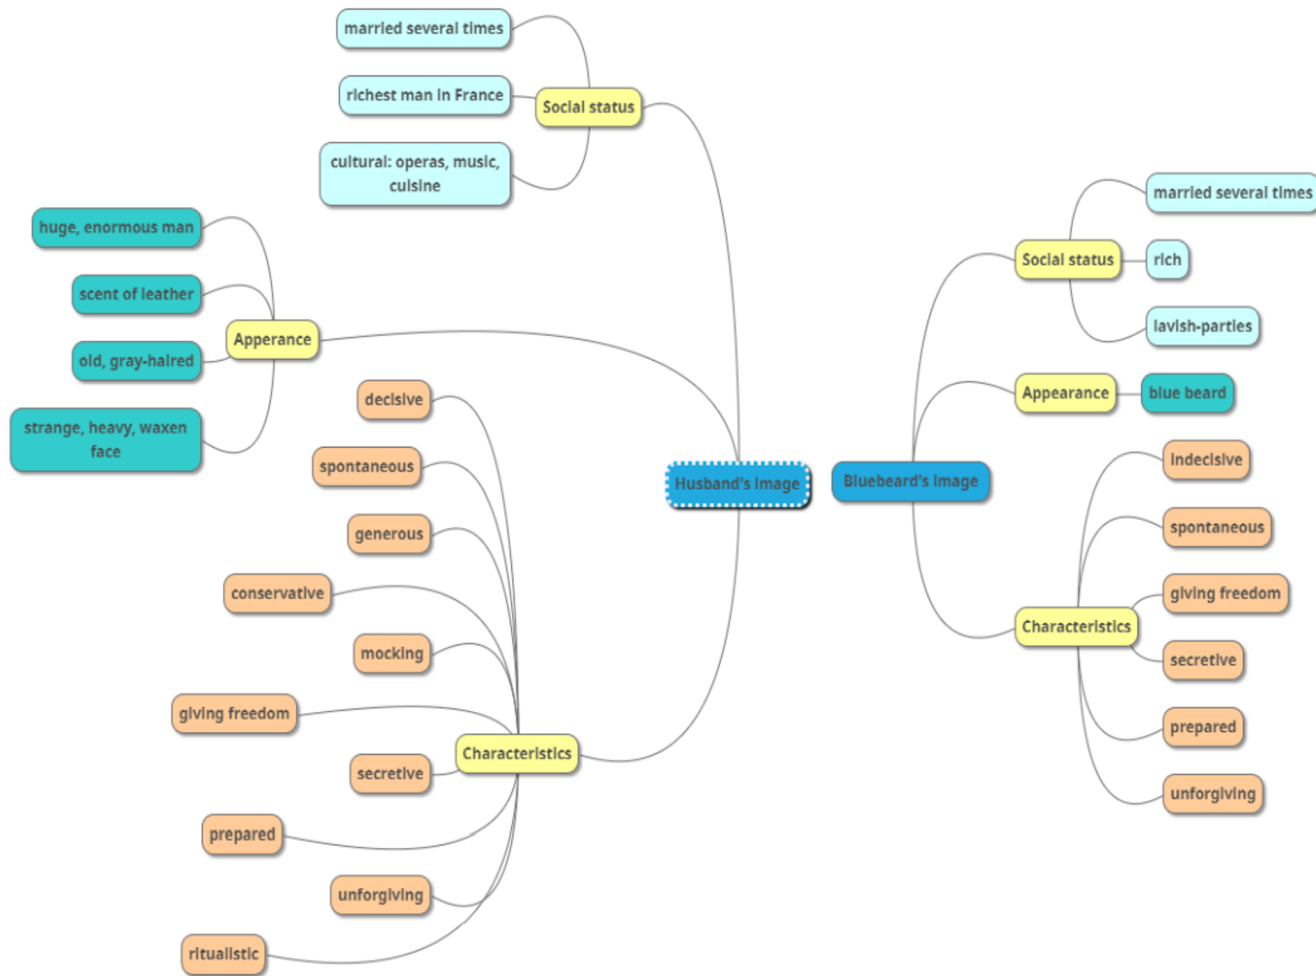 married several times
richest man in France
cultural: operas, music,
cuisine
Social status
huge, enormous man
scent of leather
old, gray-haired
strange, heavy, waxen
face
Apperance
decisive
spontaneous
generous
conservative
mocking
giving freedom
secretive
prepared
unforgiving
ritualistic
Characteristics
Husband's image
Bluebeard's image
Social status
married several times
rich
lavish-parties
Appearance
blue beard
Characteristics
indecisive
spontaneous
giving freedom
secretive
prepared
unforgiving